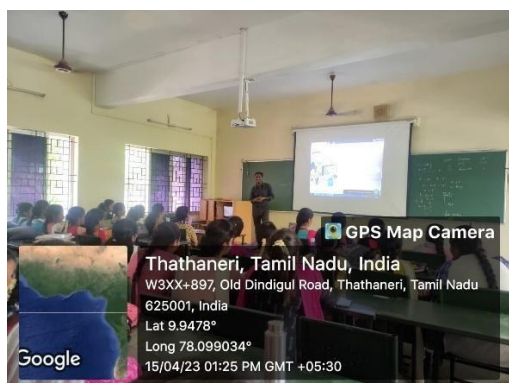 GPS Map Camera
Thathaneri, Tamil Nadu, India
W3XX+897, Old Dindigul Road, Thathaneri, Tamil Nadu
625001, India
Lat 9.9478°
Long 78.099034°
15/04/23 01:25 PM GMT +05:30
Google